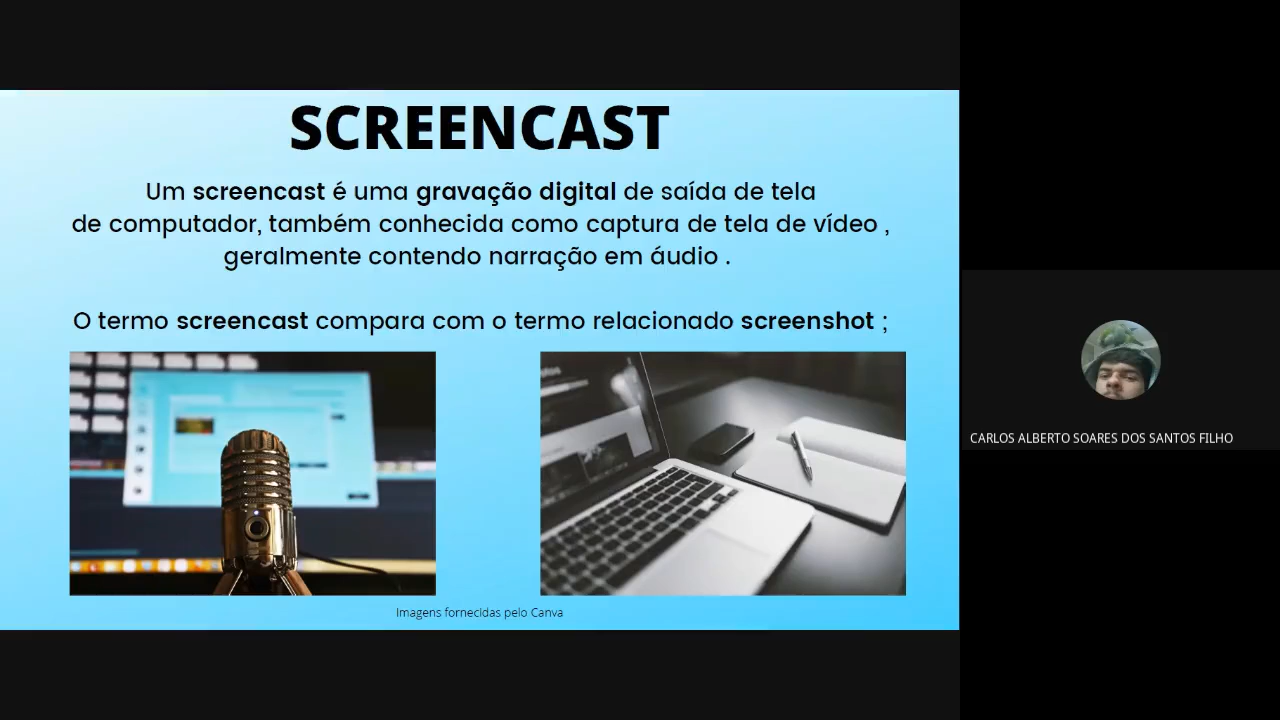 SCREENCAST
Um screencast é uma gravação digital de saída de tela
de computador, também conhecida como captura de tela de vídeo ,
geralmente contendo narração em áudio .
O termo screencast compara com o termo relacionado screenshot ;
Imagens fornecidas pelo Canva
CARLOS ALBERTO SOARES DOS SANTOS FILHO